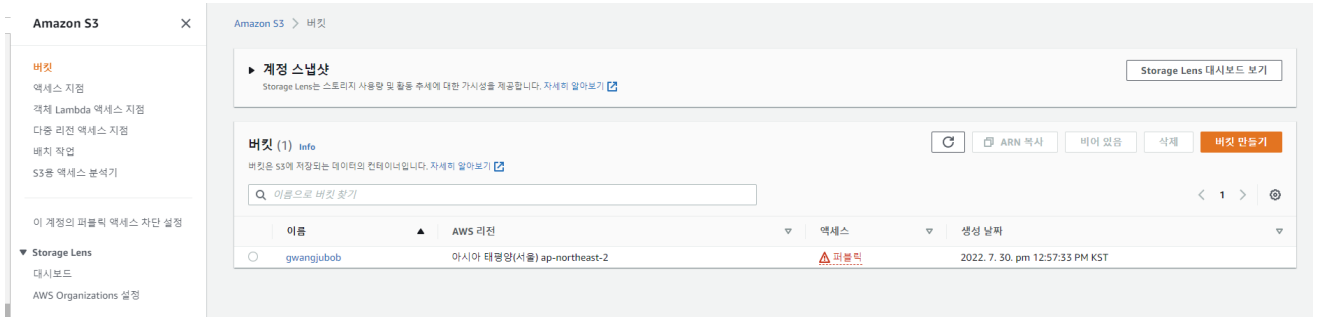 Amazon S3
버킷
액세스 지점
객체 Lambda 액세스 지점
다중 리전 액세스 지점
배치 작업
S3용 액세스 분석기
이 계정의 퍼블릭 액세스 차단 설정
Storage Lens
대시보드
AWS Organizations 설정
Amazon S3 > 버킷
계정 스냅샷
Storage Lens는 스토리지 사용량 및 활동 추세에 대한 가시성을 제공합니다. 자세히 알아보기
Storage Lens 대시보드 보기
버킷 (1) Info
버킷은 S3에 저장되는 데이터의 컨테이너입니다. 자세히 알아보기
ARN 복사 비어 있음 삭제 버킷 만들기
이름으로 버킷 찾기
1
이름 AWS 리전 액세스 생성 날짜
gwangjubob 아시아 태평양(서울) ap-northeast-2 퍼블릭 2022. 7. 30. pm 12:57:33 PM KST